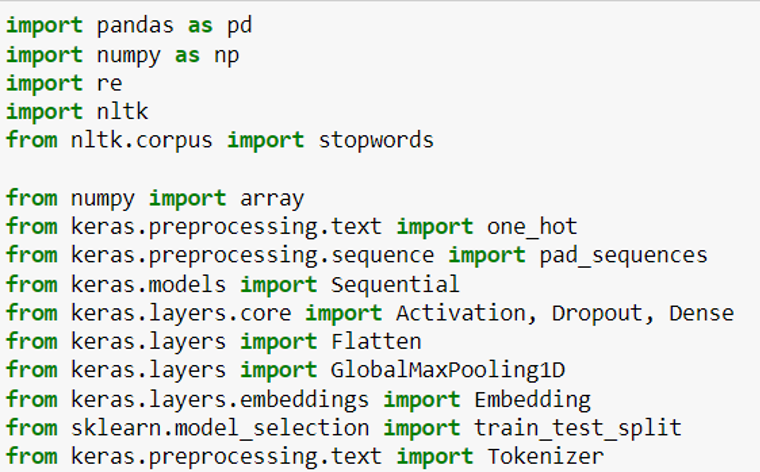 import pandas as pd
import numpy as np
import re
import nltk
from nltk.corpus import stopwords
from numpy import array
from keras.preprocessing.text import one_hot
from keras.preprocessing.sequence import pad_sequences
from keras.models import Sequential
from keras.layers.core import Activation, Dropout, Dense
from keras.layers import Flatten
from keras.layers import GlobalMaxPooling1D
from keras.layers.embeddings import Embedding
from sklearn.model_selection import train_test_split
from keras.preprocessing.text import Tokenizer